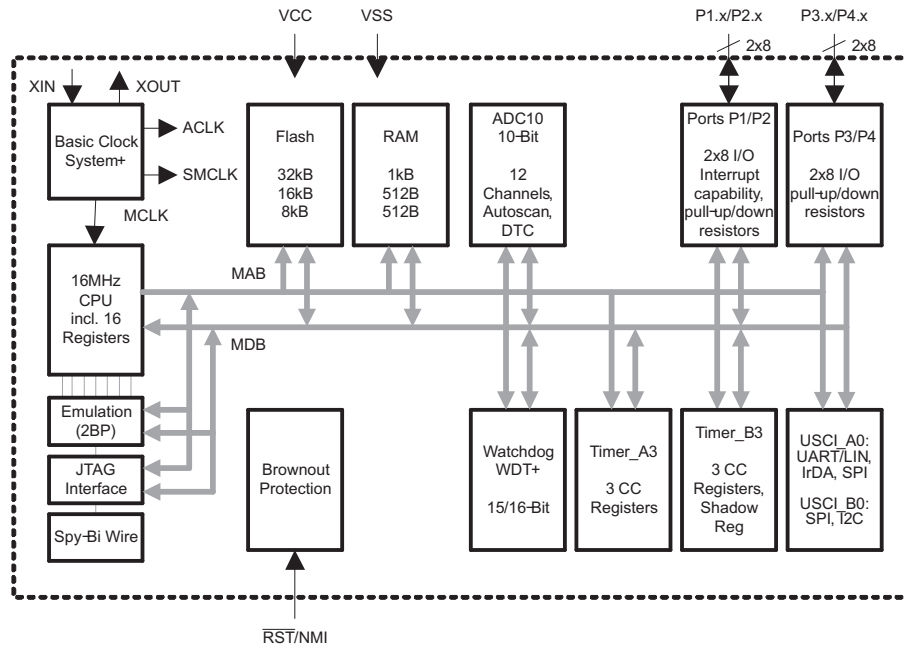 VCC
VSS
P1.x/P2.x
2x8
P3.x/P4.x
2x8
XIN
XOUT
Basic Clock
System+
ACLK
SMCLK
MCLK
Flash
32kB
16kB
8kB
RAM
1kB
512B
512B
ADC10
10-Bit
12
Channels,
Autoscan,
DTC
Ports P1/P2
2x8 I/O
Interrupt
capability,
pull-up/down
resistors
Ports P3/P4
2x8 I/O
pull-up/down
resistors
MAB
16MHz
CPU
incl. 16
Registers
MDB
Emulation
(2BP)
JTAG
Interface
Spy-Bi Wire
Brownout
Protection
Watchdog
WDT+
15/16-Bit
Timer_A3
3 CC
Registers
Timer_B3
3 CC
Registers,
Shadow
Reg
USCI_A0:
UART/LIN,
IrDA, SPI
USCI_B0:
SPI, I2C
RST/NMI